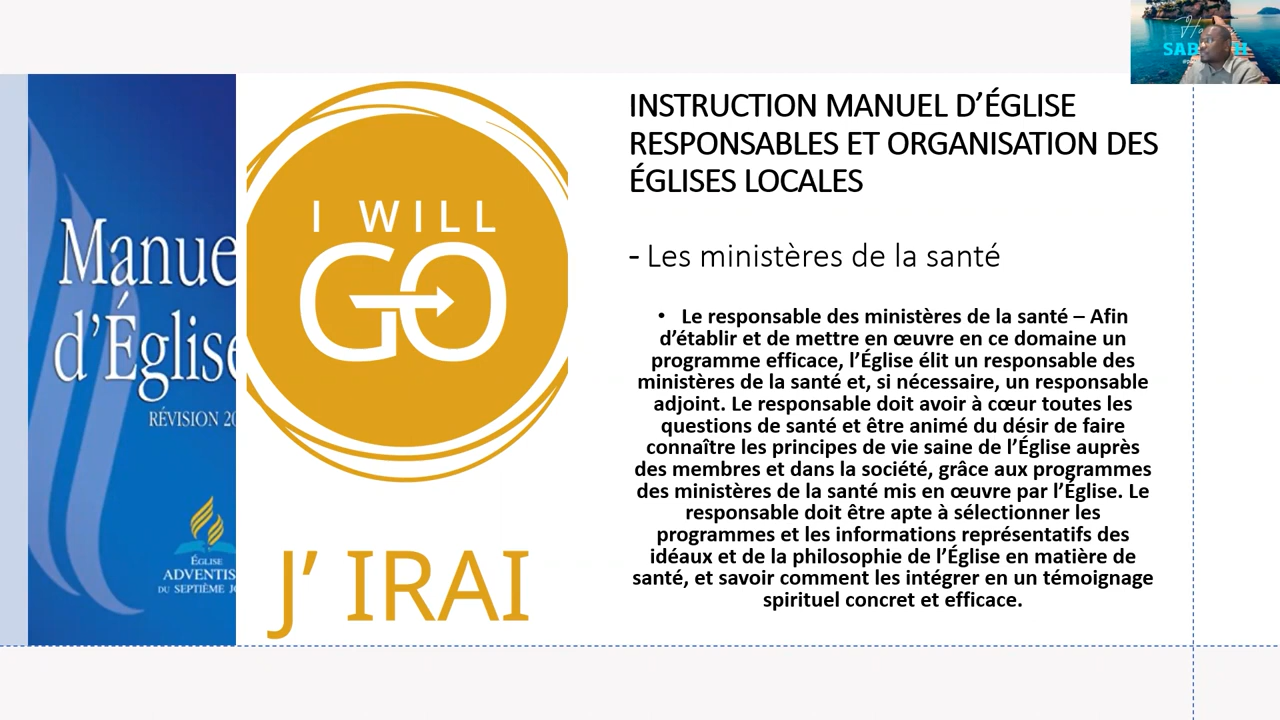 Manue
d’Église
RÉVISION 20
ÉGLISE
ADVENTIS
DU SEPTIÈME JO
I WILL
GO
J’ IRAI
INSTRUCTION MANUEL D’ÉGLISE
RESPONSABLES ET ORGANISATION DES
ÉGLISES LOCALES
- Les ministères de la santé
• Le responsable des ministères de la santé – Afin
d’établir et de mettre en œuvre en ce domaine un
programme efficace, l’Église élit un responsable des
ministères de la santé et, si nécessaire, un responsable
adjoint. Le responsable doit avoir à cœur toutes les
questions de santé et être animé du désir de faire
connaître les principes de vie saine de l’Église auprès
des membres et dans la société, grâce aux programmes
des ministères de la santé mis en œuvre par l’Église. Le
responsable doit être apte à sélectionner les
programmes et les informations représentatifs des
idéaux et de la philosophie de l’Église en matière de
santé, et savoir comment les intégrer en un témoignage
spirituel concret et efficace.